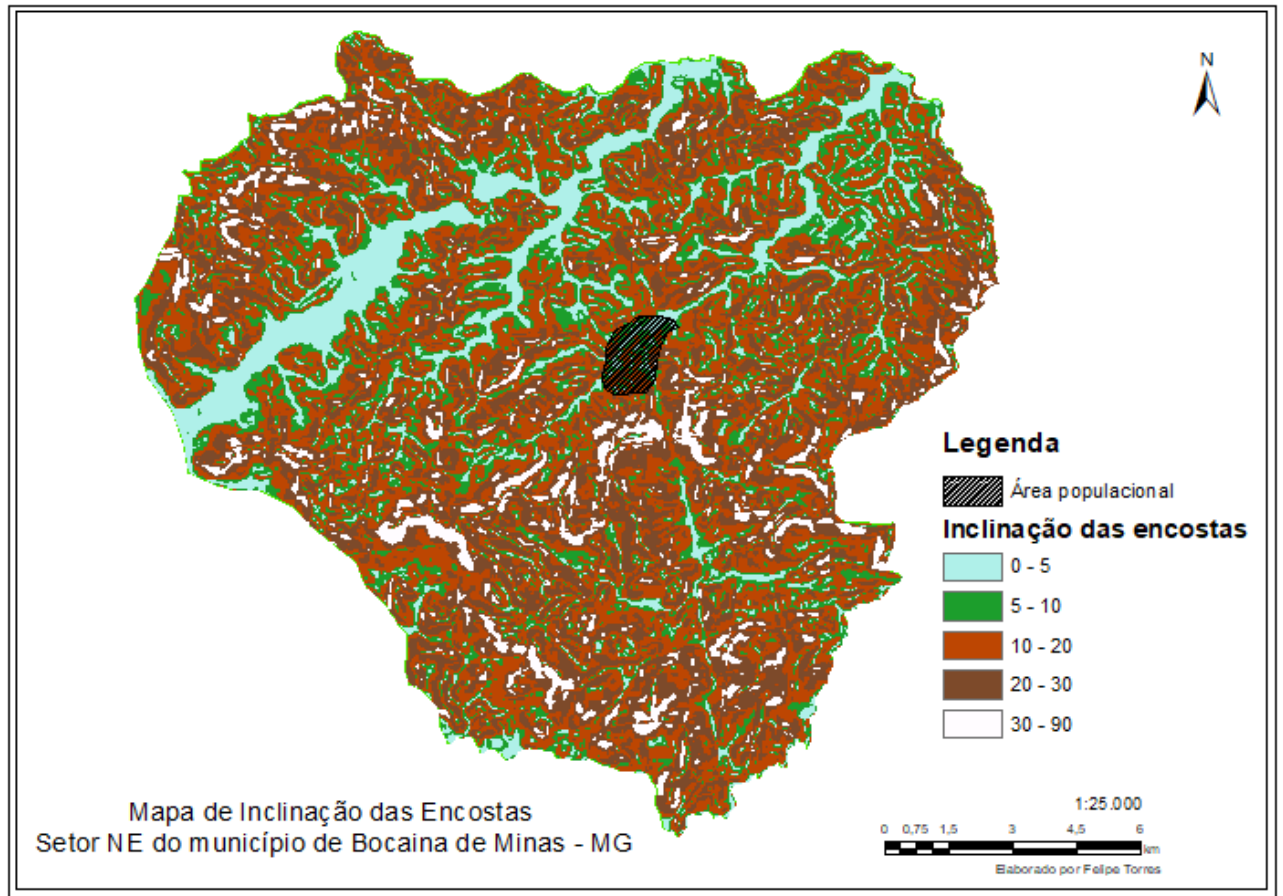 N
Legenda
Área populacional
Inclinação das encostas
0 - 5
5 - 10
10 - 20
20 - 30
30 - 90
Mapa de Inclinação das Encostas
Setor NE do município de Bocaina de Minas - MG
1:25.000
0 0,75 1,5 3 4,5 6
km
Elaborado por Felipe Torres